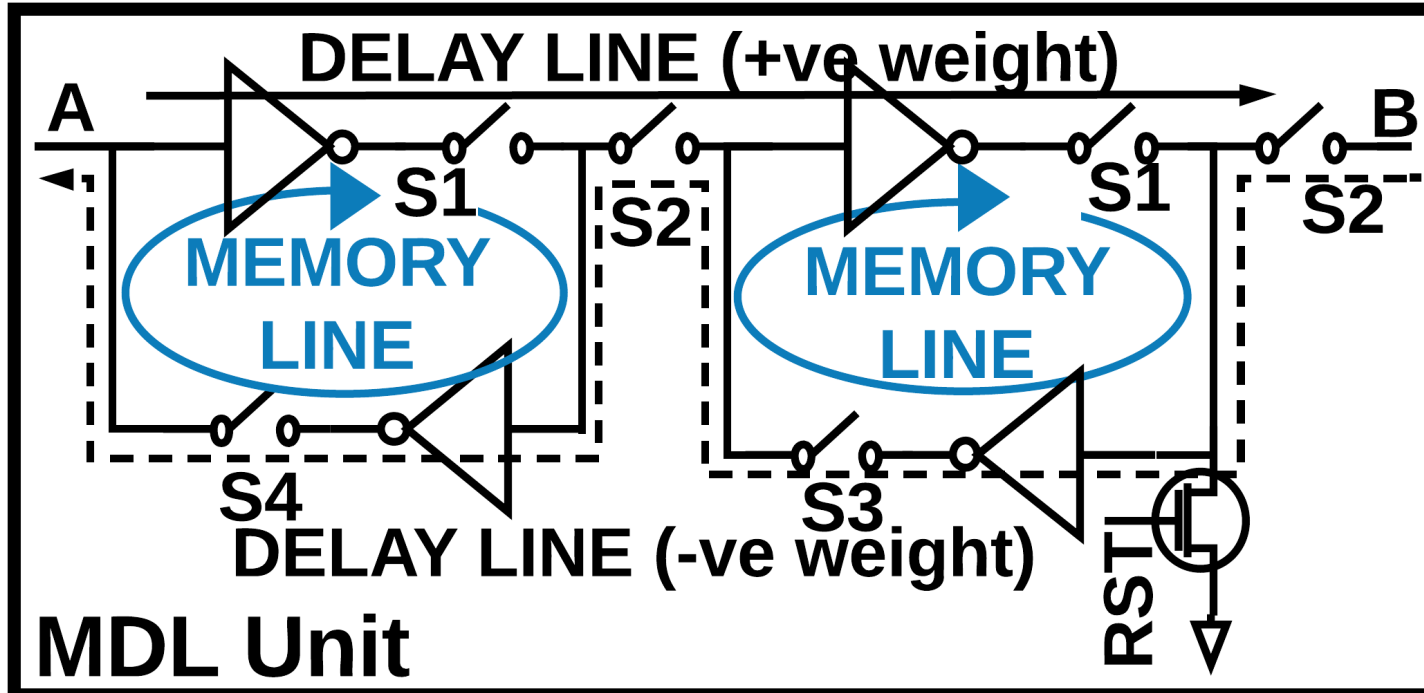 DELAY LINE (+ve weight)
A
B
S1
S2
S1
S2
MEMORY
LINE
MEMORY
LINE
S4
S3
DELAY LINE (-ve weight)
RST
MDL Unit